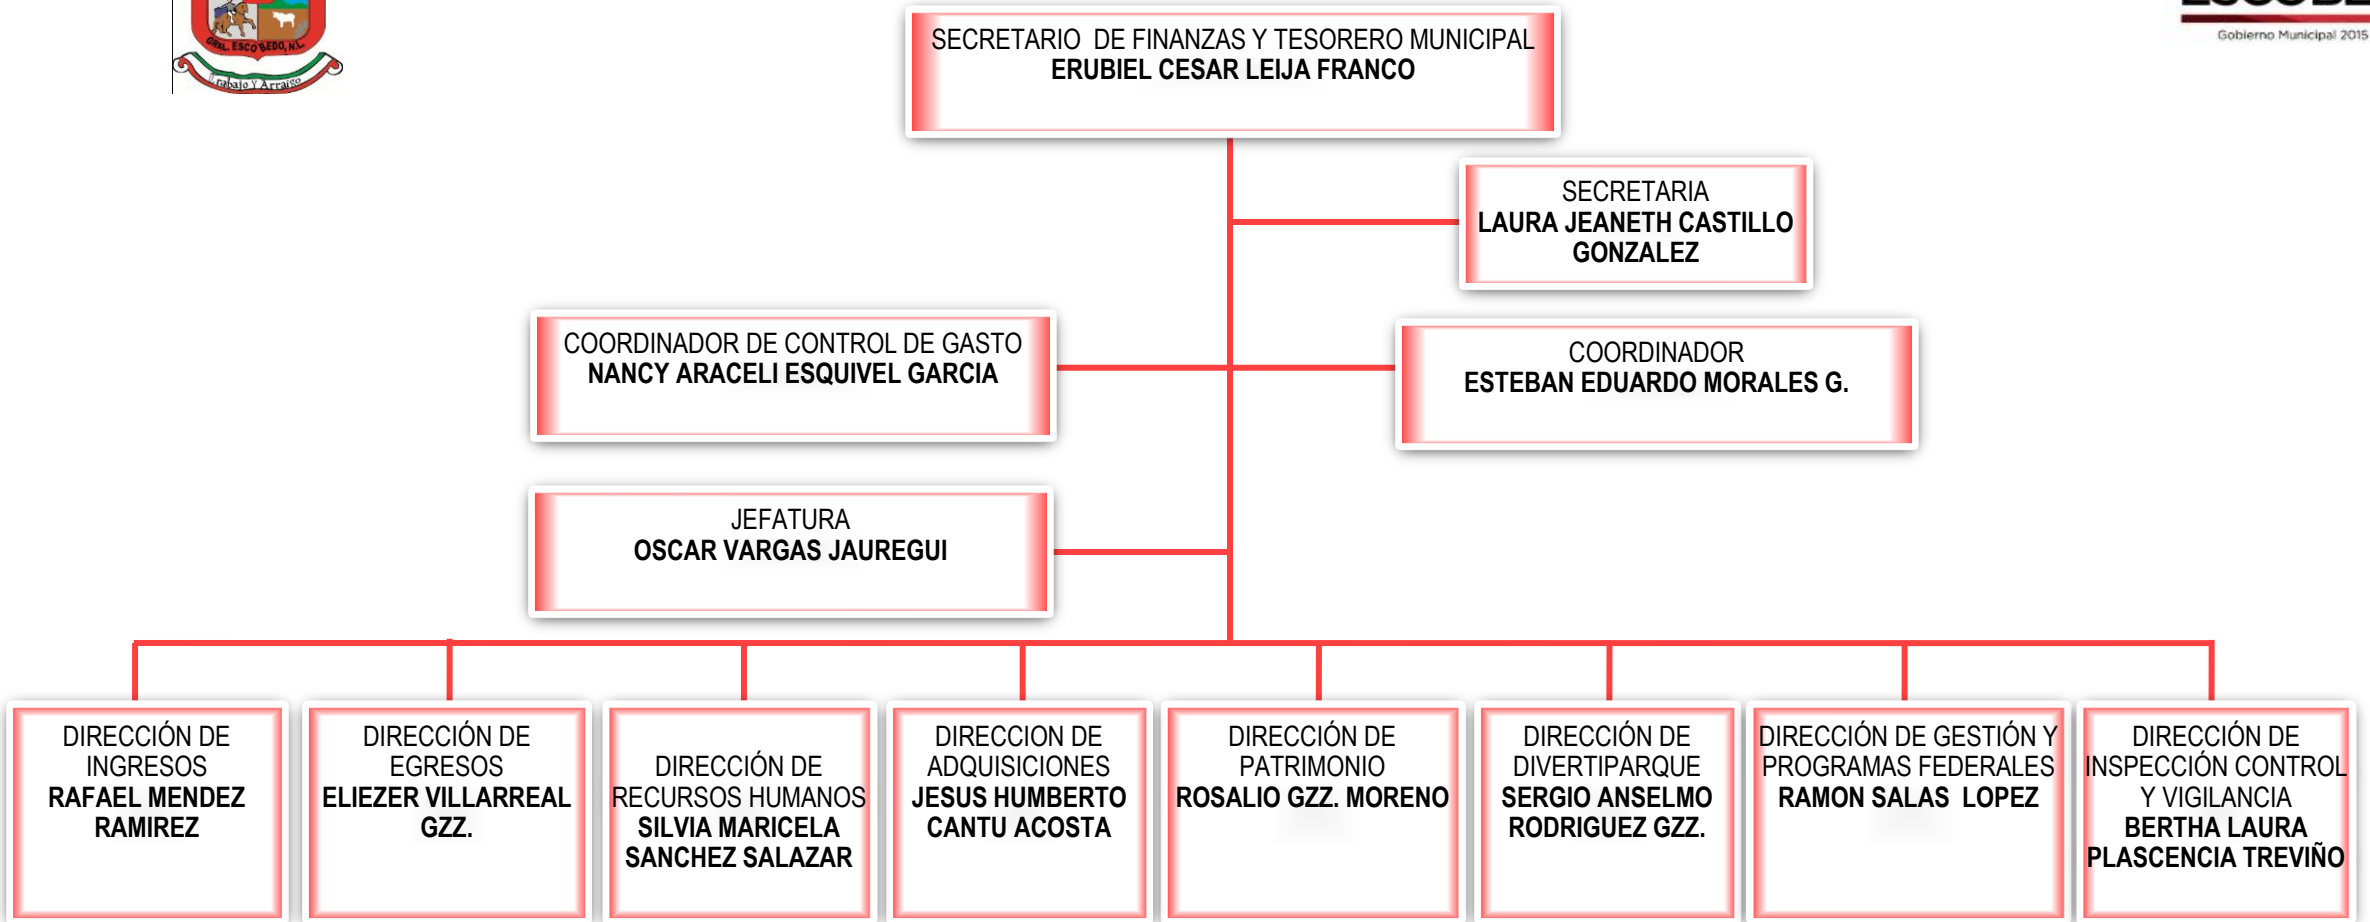 GRAL. ESCOBEDO, N.L.
Trabajo Y Arraigo
Gobierno Municipal 2015
SECRETARIO DE FINANZAS Y TESORERO MUNICIPAL
ERUBIEL CESAR LEIJA FRANCO
SECRETARIA
LAURA JEANETH CASTILLO
GONZALEZ
COORDINADOR DE CONTROL DE GASTO
NANCY ARACELI ESQUIVEL GARCIA
COORDINADOR
ESTEBAN EDUARDO MORALES G.
JEFATURA
OSCAR VARGAS JAUREGUI
DIRECCIÓN DE
INGRESOS
RAFAEL MENDEZ
RAMIREZ
DIRECCIÓN DE
EGRESOS
ELIEZER VILLARREAL
GZZ.
DIRECCIÓN DE
RECURSOS HUMANOS
SILVIA MARICELA
SANCHEZ SALAZAR
DIRECCION DE
ADQUISICIONES
JESUS HUMBERTO
CANTU ACOSTA
DIRECCIÓN DE
PATRIMONIO
ROSALIO GZZ. MORENO
DIRECCIÓN DE
DIVERTIPARQUE
SERGIO ANSELMO
RODRIGUEZ GZZ.
DIRECCIÓN DE GESTIÓN Y
PROGRAMAS FEDERALES
RAMON SALAS LOPEZ
DIRECCIÓN DE
INSPECCIÓN CONTROL
Y VIGILANCIA
BERTHA LAURA
PLASCENCIA TREVIÑO